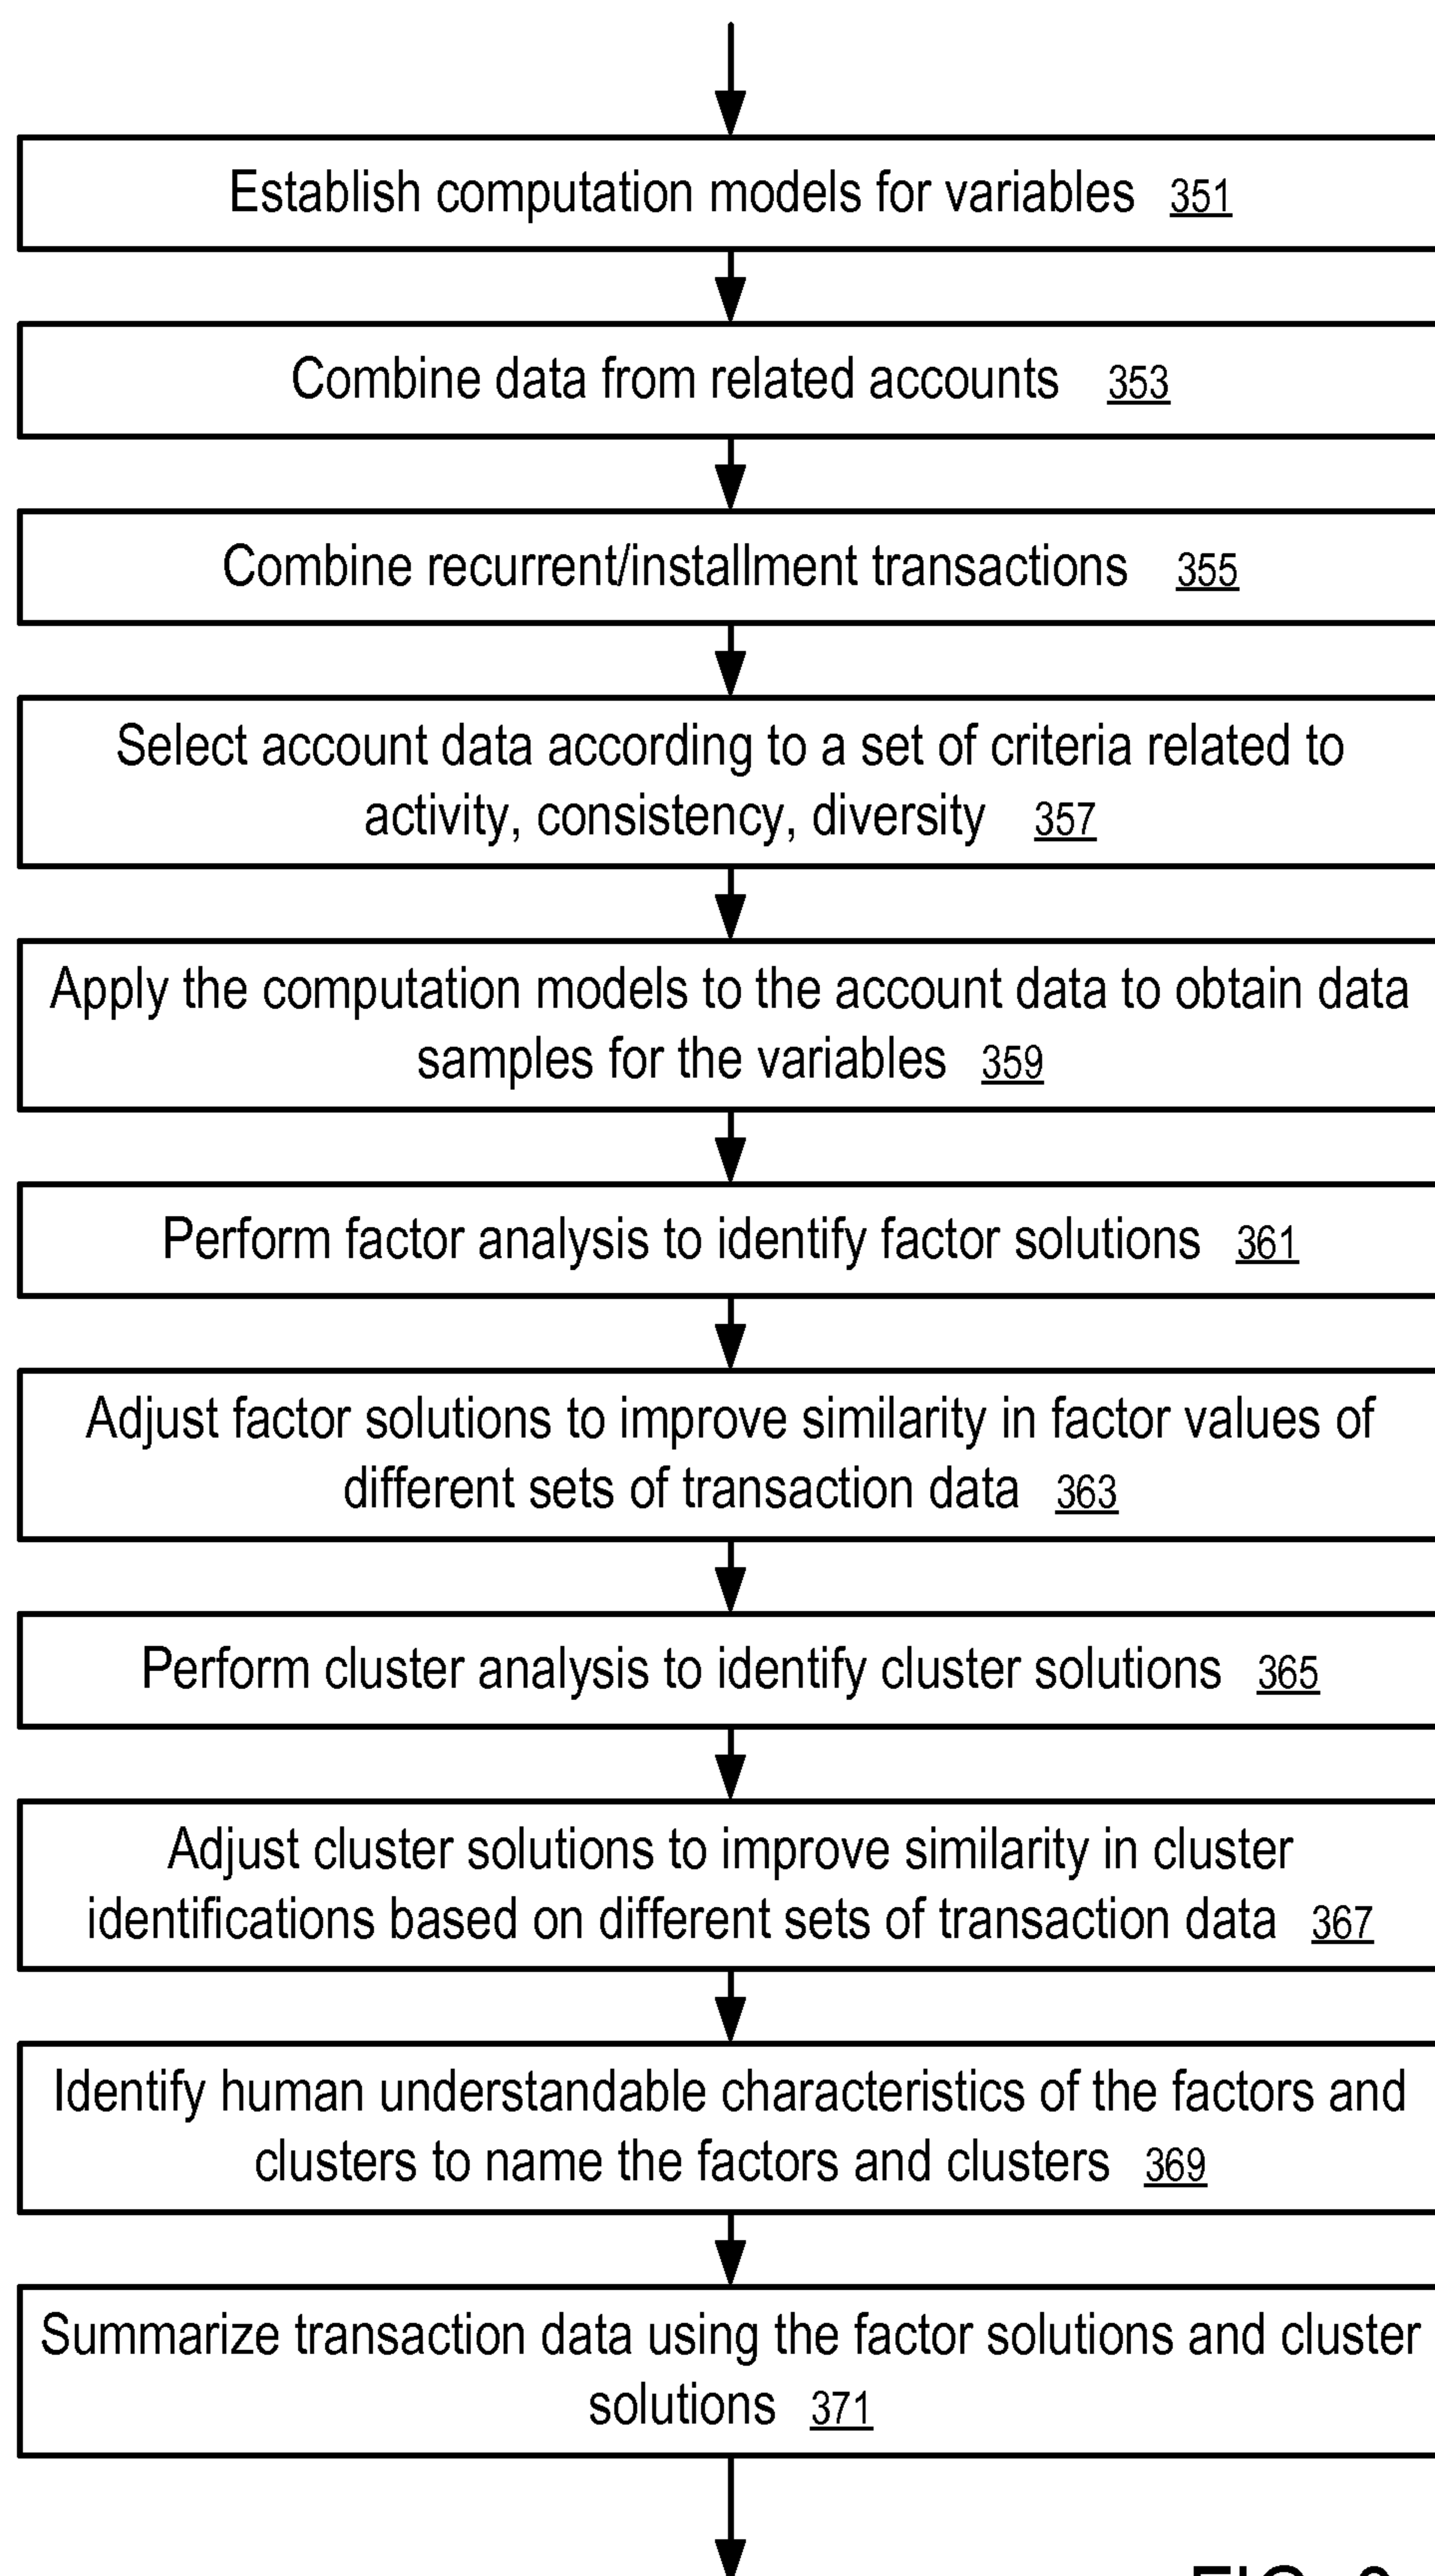 Establish computation models for variables 351
Combine data from related accounts 353
Combine recurrent/installment transactions 355
Select account data according to a set of criteria related to
activity, consistency, diversity 357
Apply the computation models to the account data to obtain data
samples for the variables 359
Perform factor analysis to identify factor solutions 361
Adjust factor solutions to improve similarity in factor values of
different sets of transaction data 363
Perform cluster analysis to identify cluster solutions 365
Adjust cluster solutions to improve similarity in cluster
identifications based on different sets of transaction data 367
Identify human understandable characteristics of the factors and
clusters to name the factors and clusters 369
Summarize transaction data using the factor solutions and cluster
solutions 371
FIG.